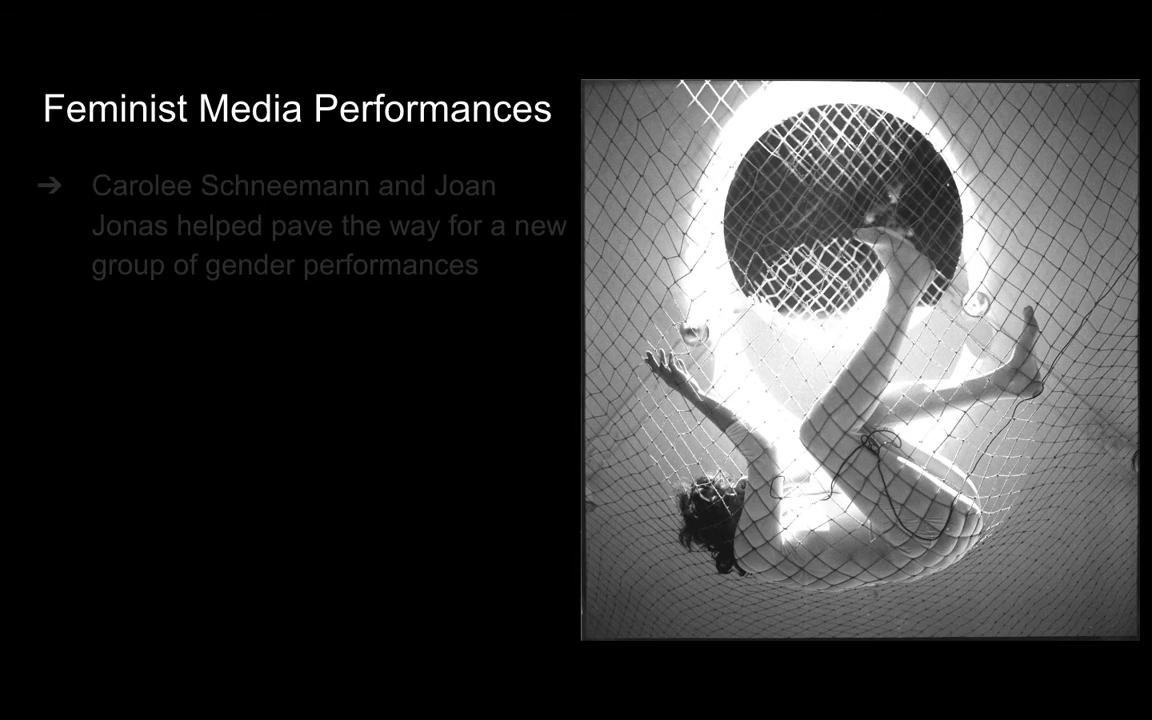 Feminist Media Performances
➔ Carolee Schneemann and Joan
Jonas helped pave the way for a new
group of gender performances